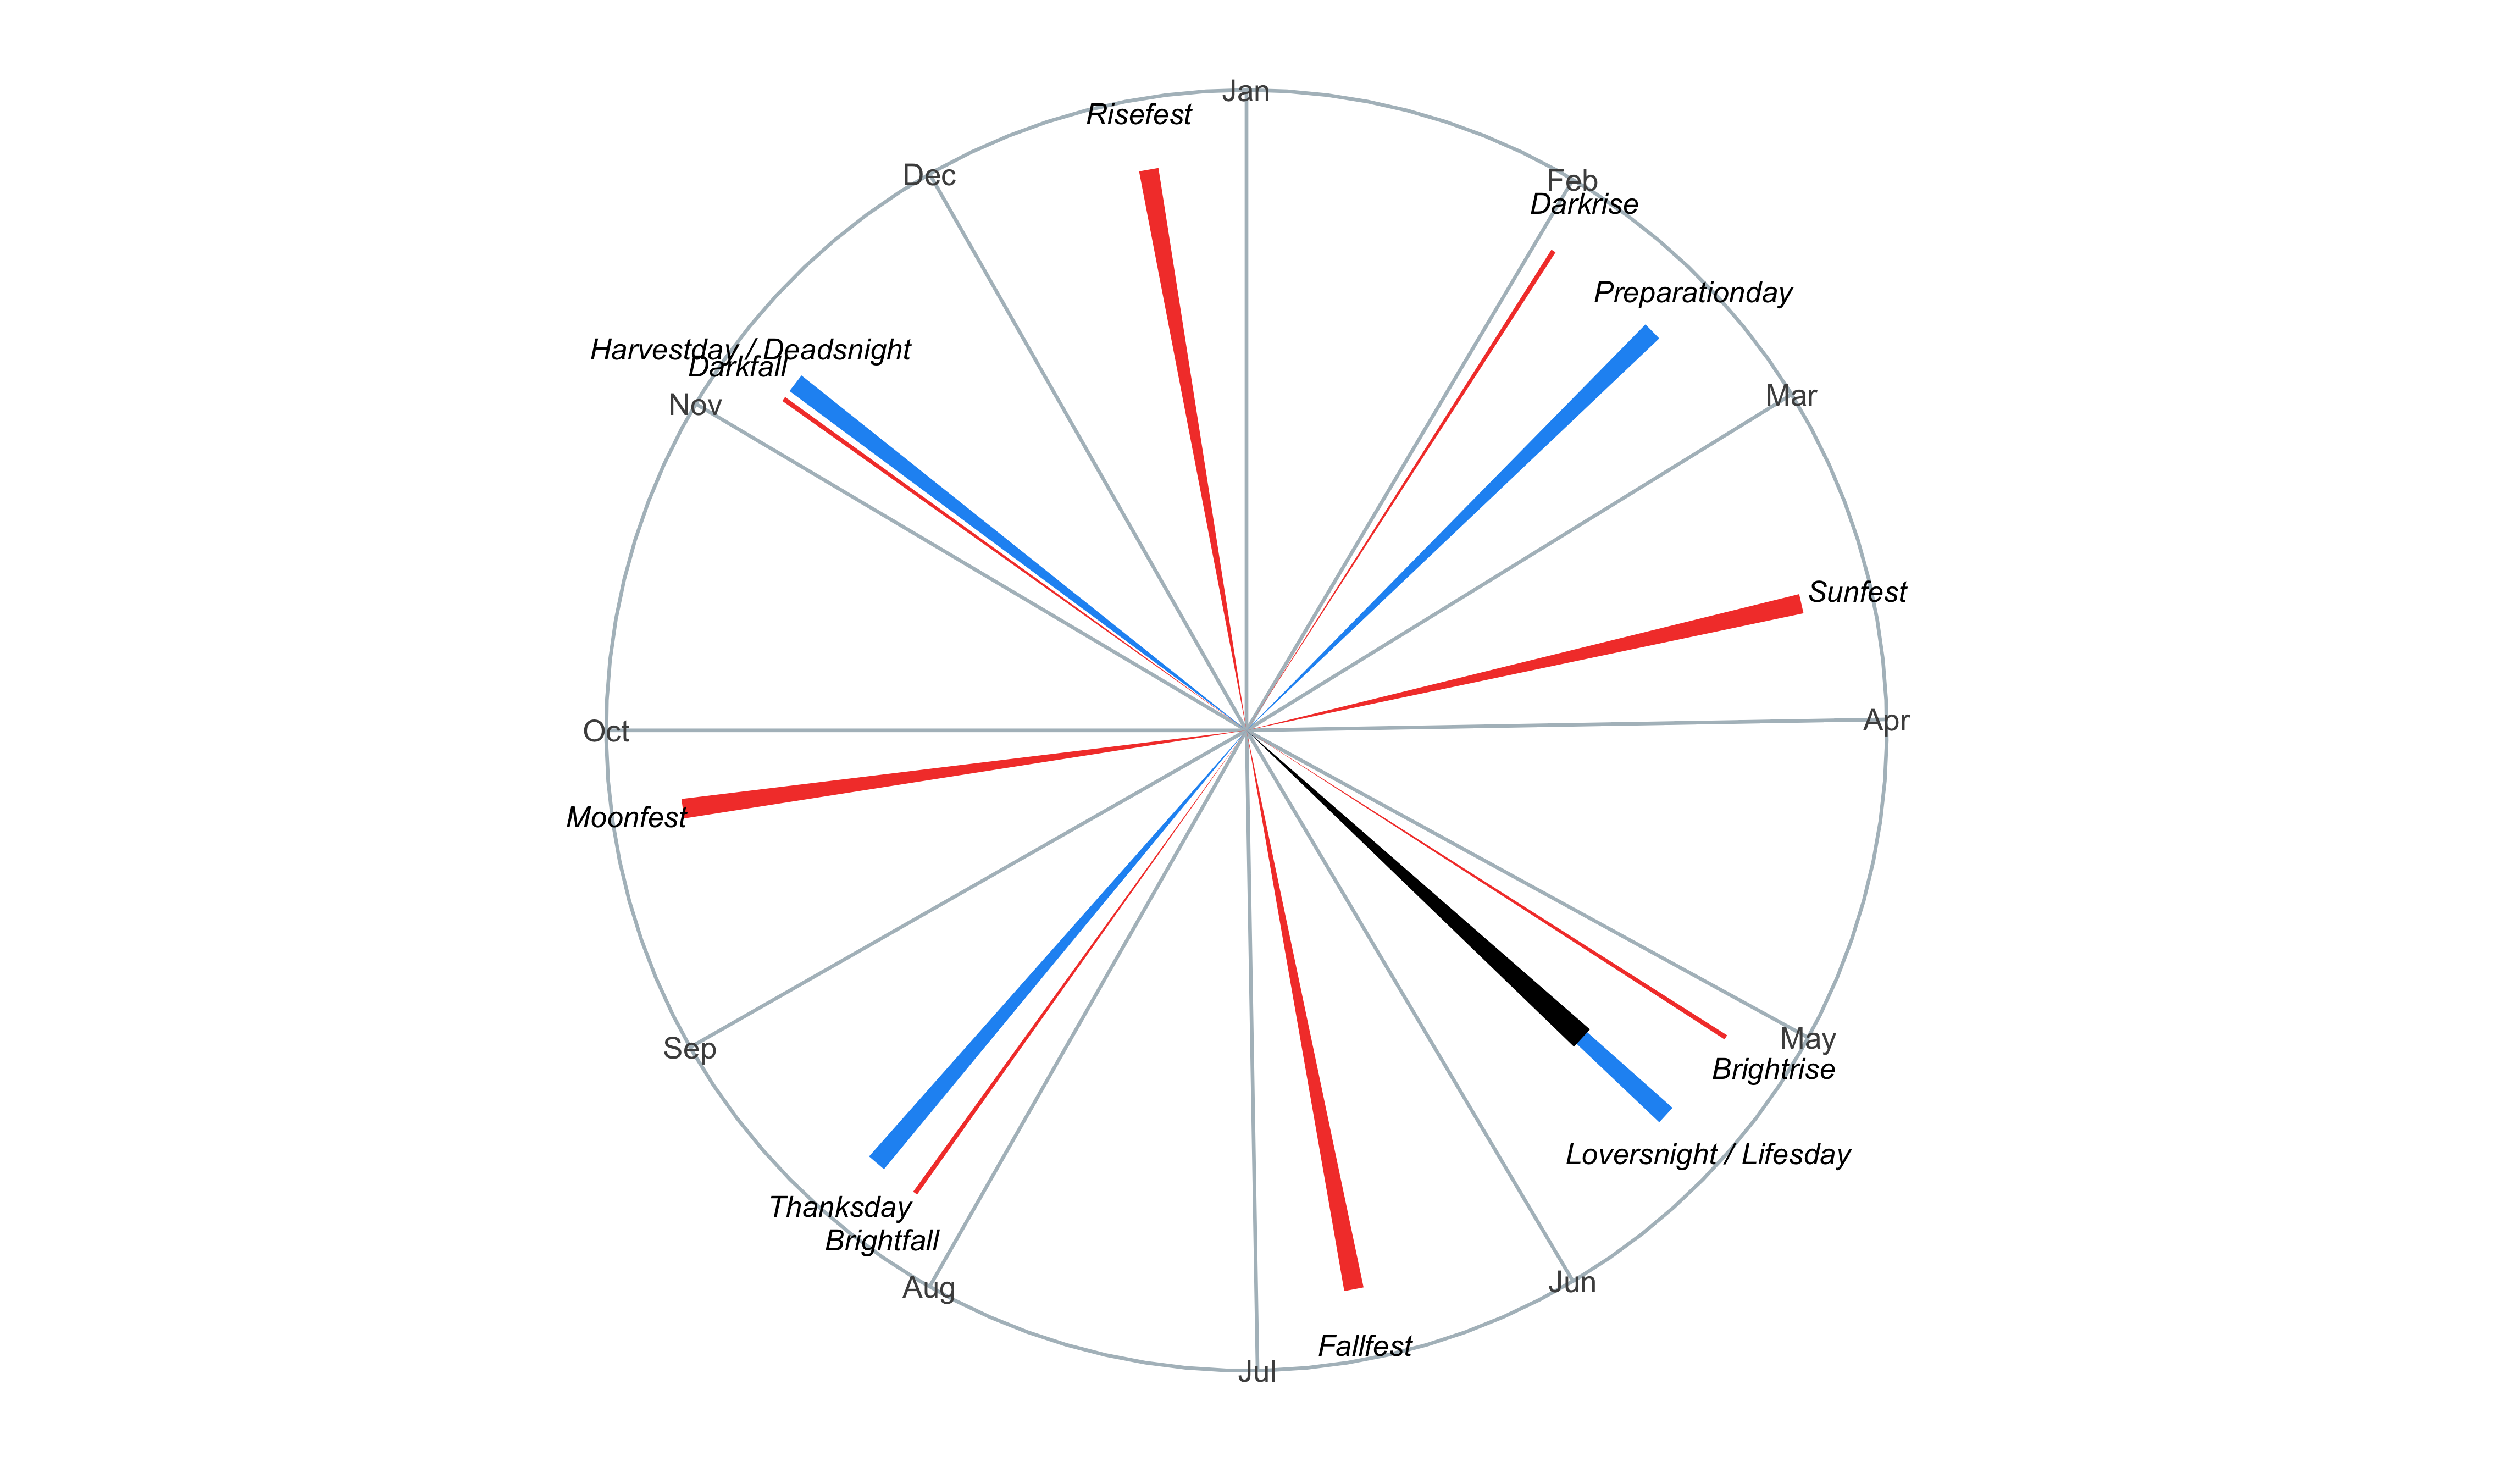 Jan
Risefest
Dec
Feb
Darkrise
Preparationday
Harvestday / Deadsnight
Darkfall
Nov
Mar
Sunfest
Apr
Oct
Moonfest
May
Brightrise
Sep
Loversnight / Lifesday
Thanksday
Brightfall
Aug
Jun
Fallfest
Jul